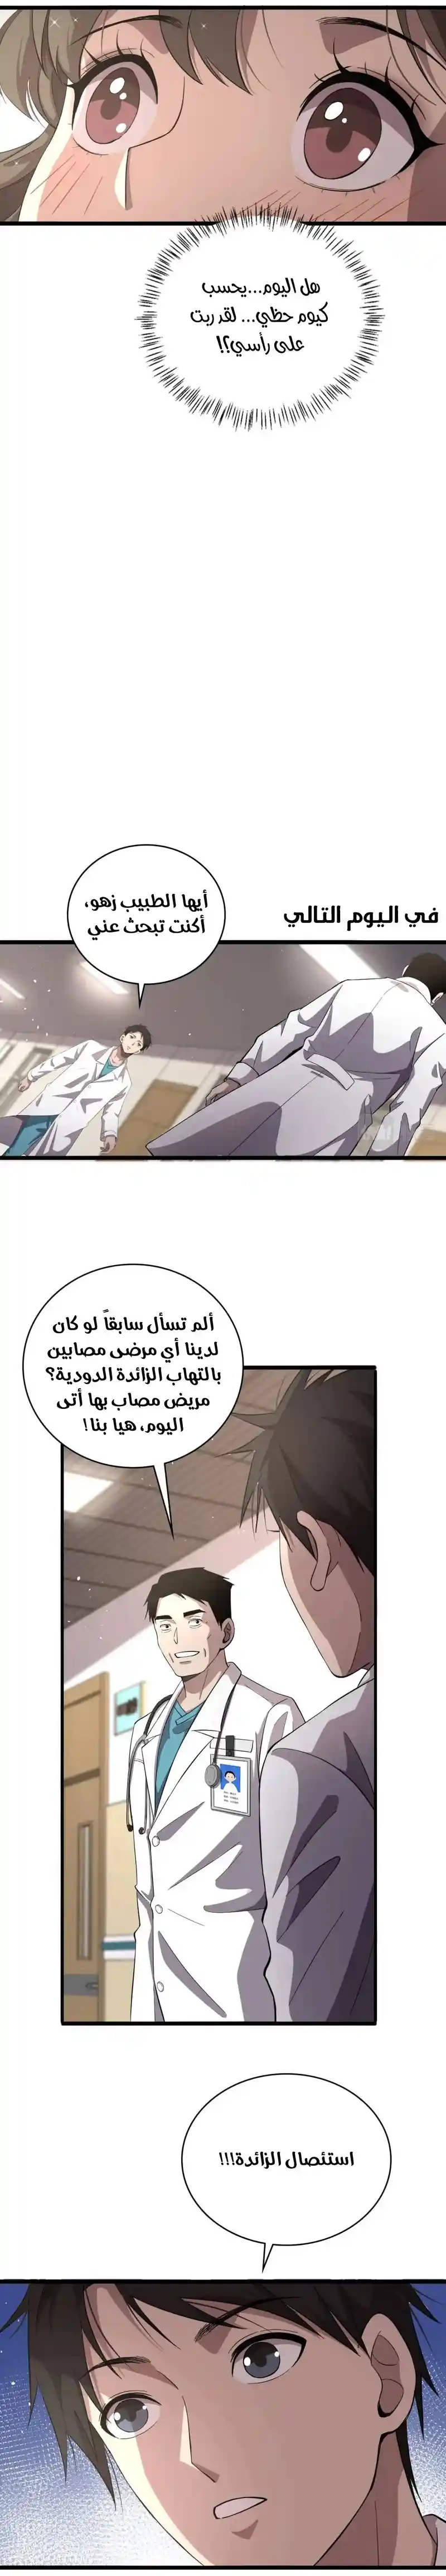 هل اليوم...يحسب
كيوم حظي... لقد ربت
على رأسي؟!
في اليوم التالي
أيها الطبيب زهو،
أكنت تبحث عني
ألم تسأل سابقاً لو كان
لدينا أي مرضى مصابين
بالتهاب الزائدة الدودية؟
مريض مصاب بها أتى
اليوم، هيا بنا!
استئصال الزائدة!!!